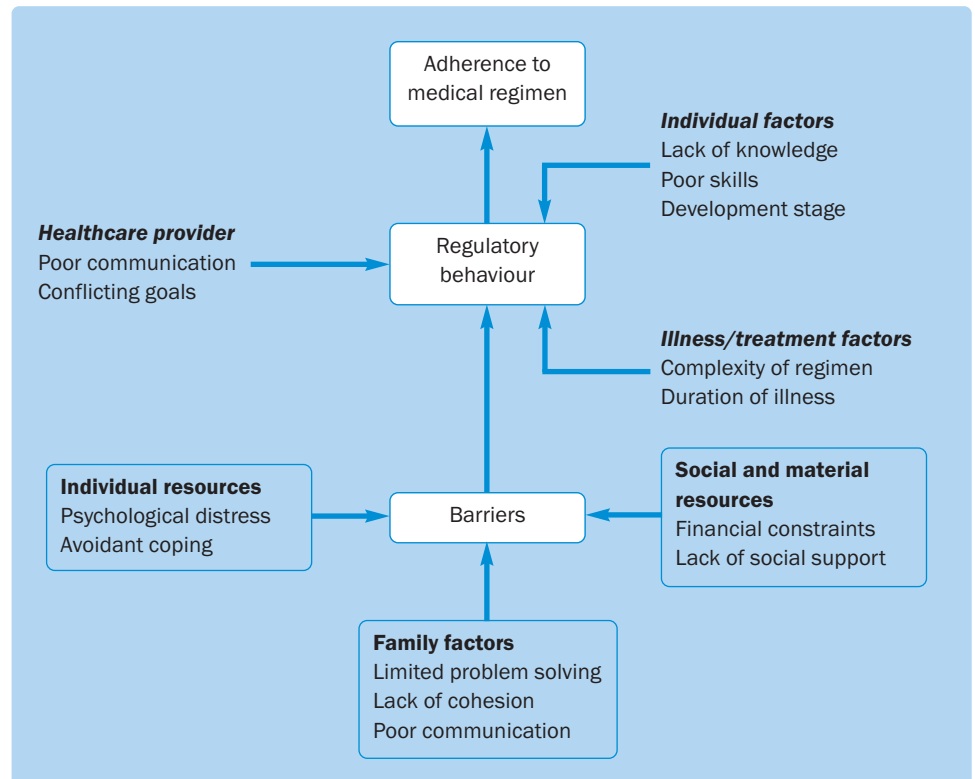 Adherence to
medical regimen
Individual factors
Lack of knowledge
Poor skills
Development stage
Healthcare provider
Poor communication
Conflicting goals
Regulatory
behaviour
Illness/treatment factors
Complexity of regimen
Duration of illness
Individual resources
Psychological distress
Avoidant coping
Barriers
Social and material
resources
Financial constraints
Lack of social support
Family factors
Limited problem solving
Lack of cohesion
Poor communication